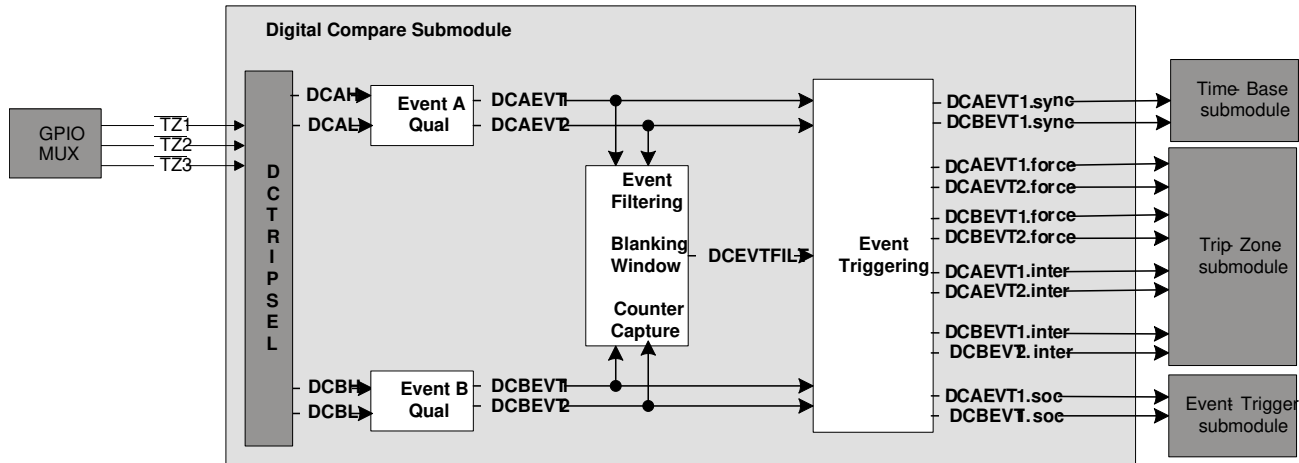 Digital Compare Submodule
GPIO
MUX
TZ1
TZ2
TZ3
DCTRIPSEL
DCAH
DCAL
Event A
Qual
DCAEVT1
DCAEVT2
Event
Filtering
Blanking
Window
Counter
Capture
DCEVTFILT
DCBH
DCBL
Event B
Qual
DCBEVT1
DCBEVT2
Event
Triggering
DCAEVT1.sync
DCBEVT1.sync
DCAEVT1.force
DCAEVT2.force
DCBEVT1.force
DCBEVT2.force
DCAEVT1.inter
DCAEVT2.inter
DCBEVT1.inter
DCBEVT2.inter
DCAEVT1.soc
DCBEVT1.soc
Time-Base
submodule
Trip-Zone
submodule
Event-Trigger
submodule